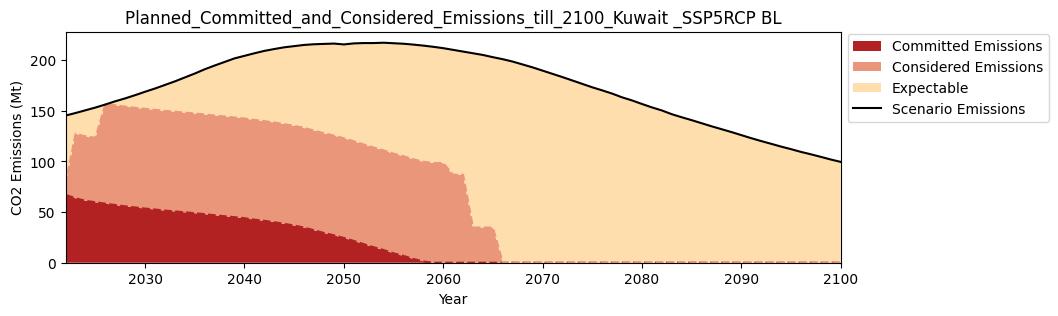 Planned_Committed_and_Considered_Emissions_till_2100_Kuwait _SSP5RCP BL
CO2 Emissions (Mt)
200
150
100
50
0
2030
2040
2050
2060
2070
2080
2090
2100
Year
Committed Emissions
Considered Emissions
Expectable
Scenario Emissions